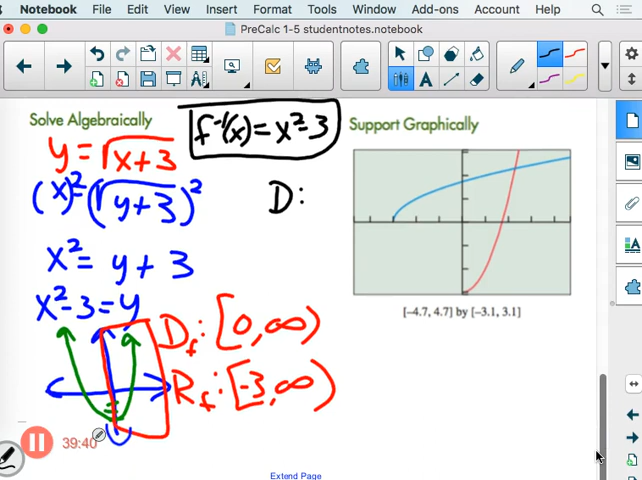 Notebook File Edit View Insert Format Tools Window Add-ons Account Help
PreCalc 1-5 studentnotes.notebook
Solve Algebraically
f⁻¹(x) = x² - 3
Support Graphically
y = √x + 3
(x)² = (√y + 3)²
D:
x² = y + 3
x² - 3 = y
D_f : [0, ∞)
R_f : [-3, ∞)
[−4.7, 4.7] by [−3.1, 3.1]
39:40
Extend Page